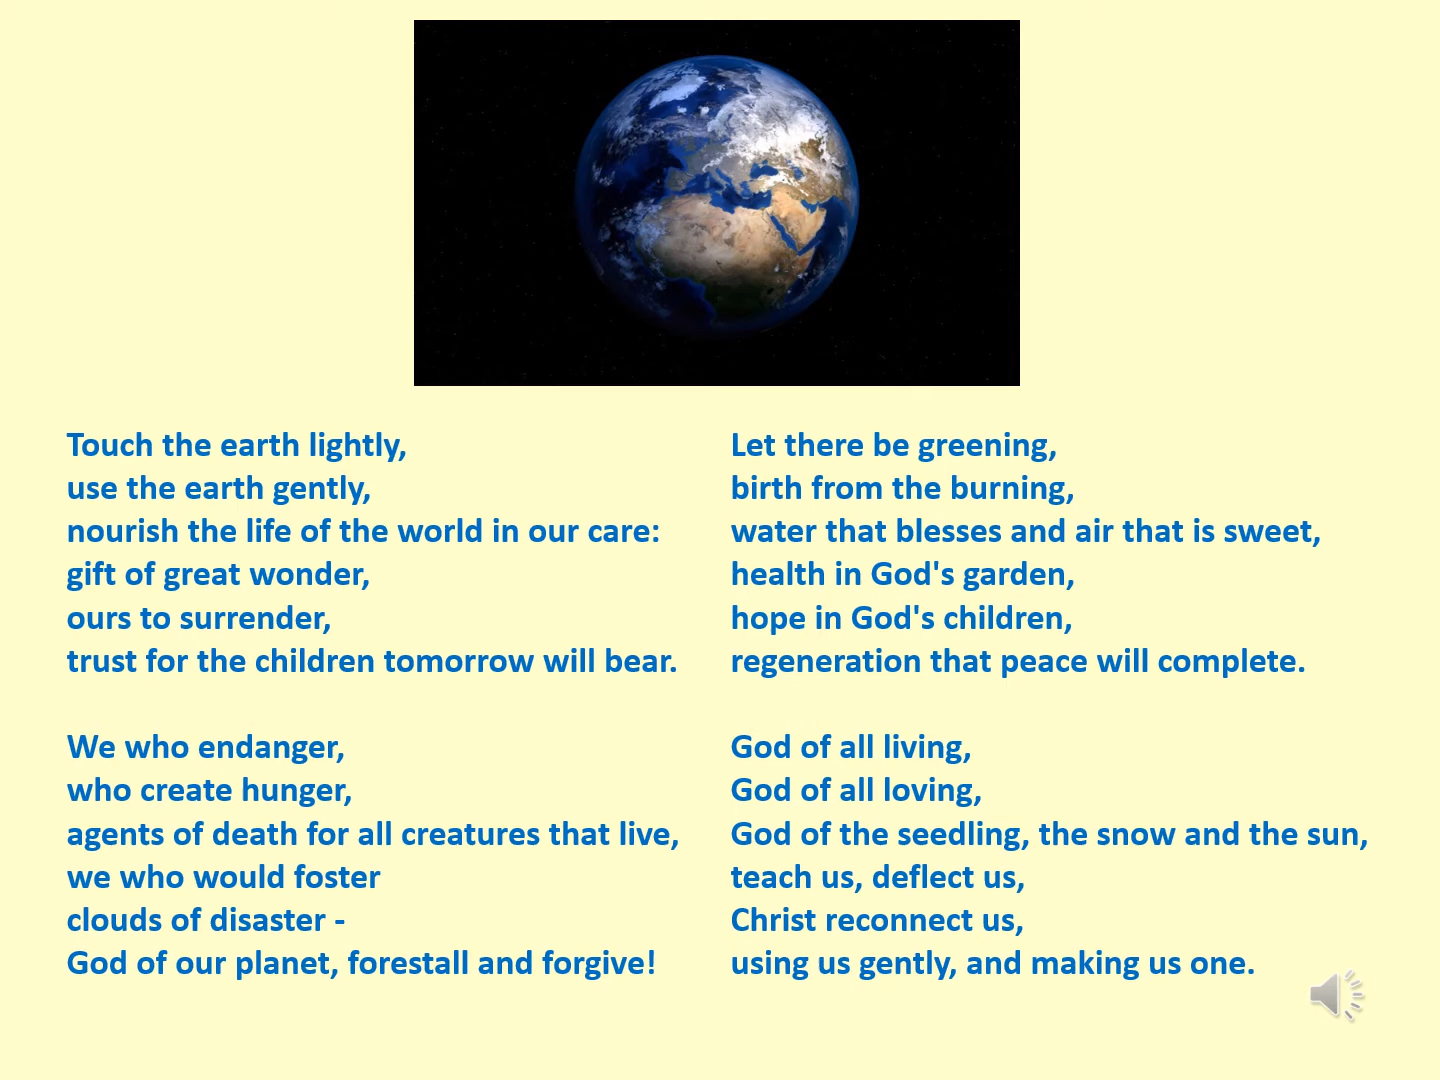 Touch the earth lightly,
use the earth gently,
nourish the life of the world in our care:
gift of great wonder,
ours to surrender,
trust for the children tomorrow will bear.
We who endanger,
who create hunger,
agents of death for all creatures that live,
we who would foster
clouds of disaster -
God of our planet, forestall and forgive!
Let there be greening,
birth from the burning,
water that blesses and air that is sweet,
health in God's garden,
hope in God's children,
regeneration that peace will complete.
God of all living,
God of all loving,
God of the seedling, the snow and the sun,
teach us, deflect us,
Christ reconnect us,
using us gently, and making us one.